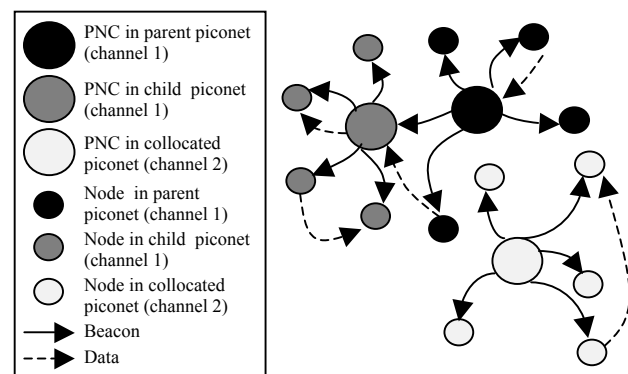 PNC in parent piconet
(channel 1)
PNC in child piconet
(channel 1)
PNC in collocated
piconet (channel 2)
Node in parent
piconet (channel 1)
Node in child piconet
(channel 1)
Node in collocated
piconet (channel 2)
Beacon
Data